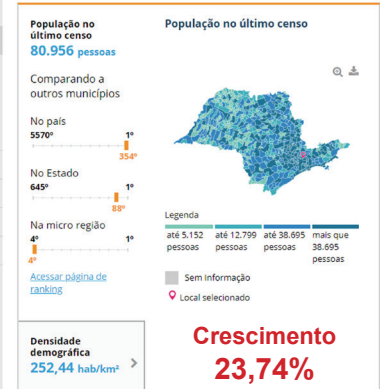 População no
último censo
80.956 pessoas
Comparando a
outros municípios
No país
5570º 1º
354º
No Estado
645º 1º
88º
Na micro região
4º 1º
4º
Acessar página de
ranking
Densidade
demográfica
252,44 hab/km²
População no último censo
Legenda
até 5.152
pessoas
até 12.799
pessoas
até 38.695
pessoas
mais que
38.695
pessoas
Sem Informação
Local selecionado
Crescimento
23,74%